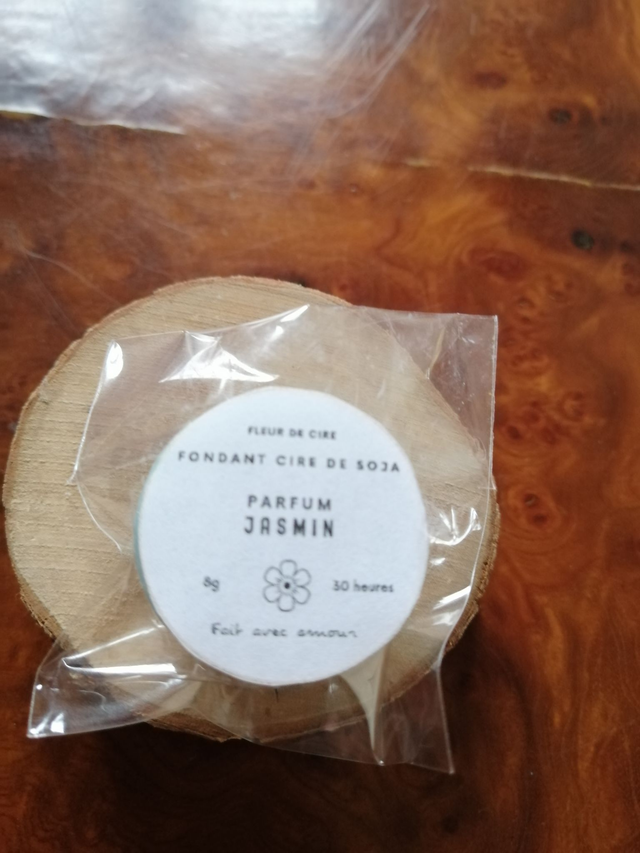 FLEUR DE CIRE
FONDANT CIRE DE SOJA
PARFUM
JASMIN
8g 30 heures
Fait avec amour